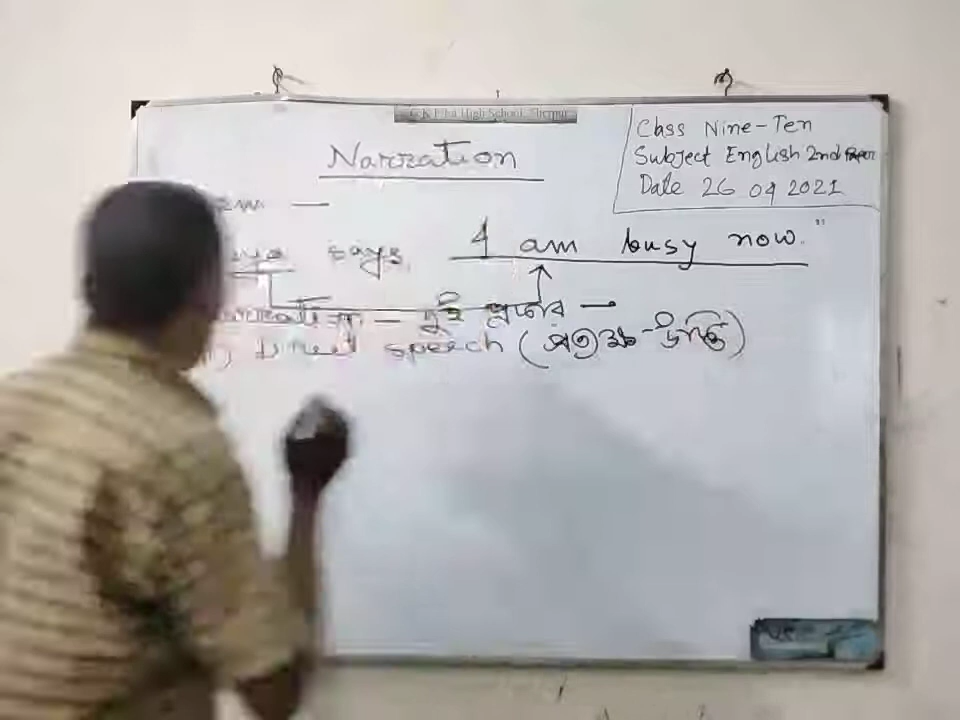 High School, Sherpur
Class Nine-Ten
Subject English 2nd Paper
Date 26 09 2021
Narration
says, "I am busy now."
Narration — দুই প্রকার —
Direct speech (প্রত্যক্ষ উক্তি)